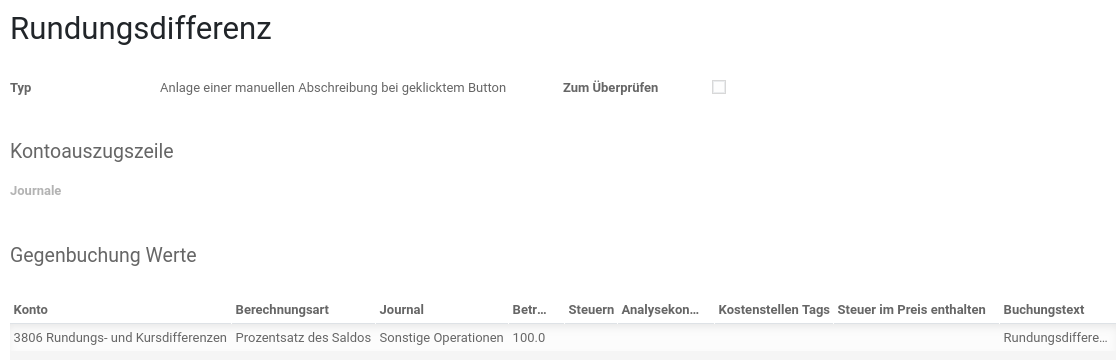 Rundungsdifferenz
Typ Anlage einer manuellen Abschreibung bei geklicktem Button Zum Überprüfen
Kontoauszugszeile
Journale
Gegenbuchung Werte
Konto Berechnungsart Journal Betr... Steuern Analysekon... Kostenstellen Tags Steuer im Preis enthalten Buchungstext
3806 Rundungs- und Kursdifferenzen Prozentsatz des Saldos Sonstige Operationen 100.0 Rundungsdiffere...